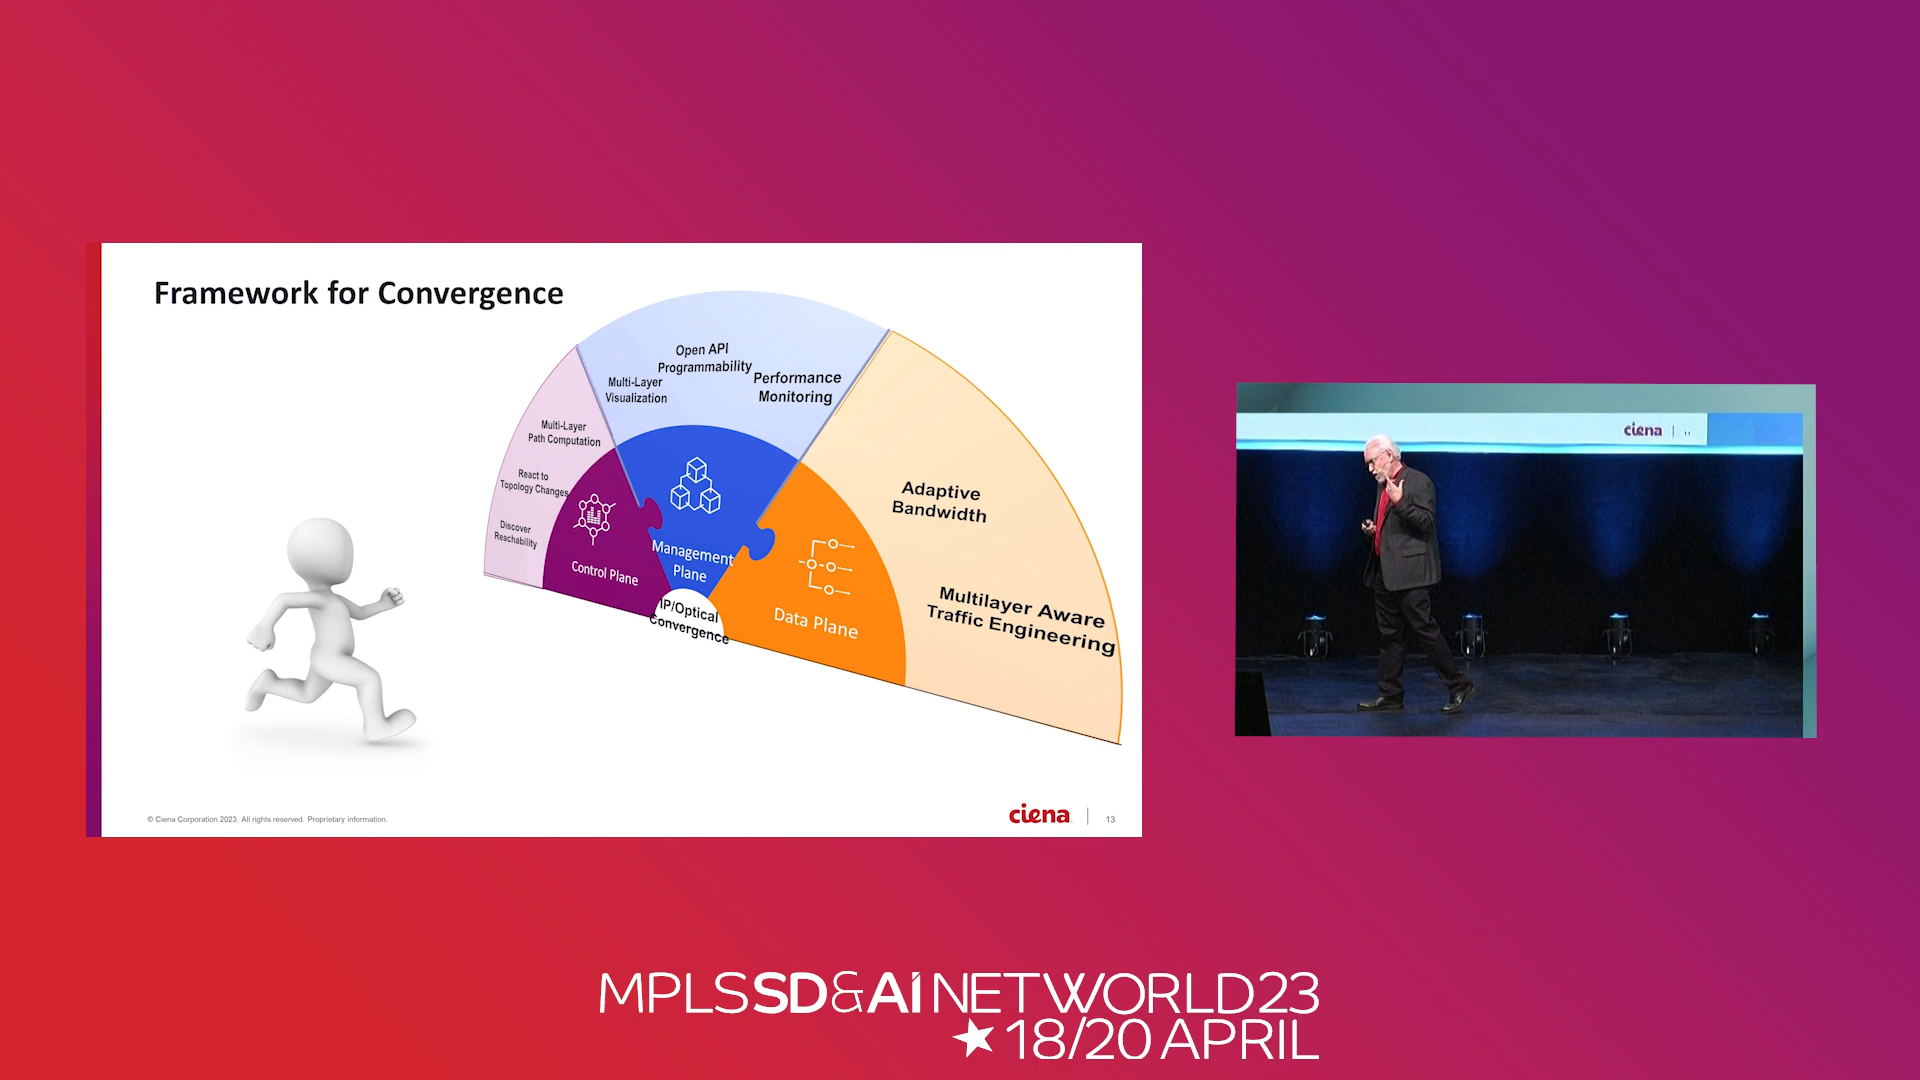 Framework for Convergence
Open API
Programmability
Multi-Layer
Visualization
Performance
Monitoring
Multi-Layer
Path Computation
React to
Topology Changes
Discover
Reachability
Control Plane
Management
Plane
IP/Optical
Convergence
Data Plane
Adaptive
Bandwidth
Multilayer Aware
Traffic Engineering
© Ciena Corporation 2023. All rights reserved. Proprietary information.
ciena
13
ciena
MPLS SD & AI NET WORLD 23
18/20 APRIL